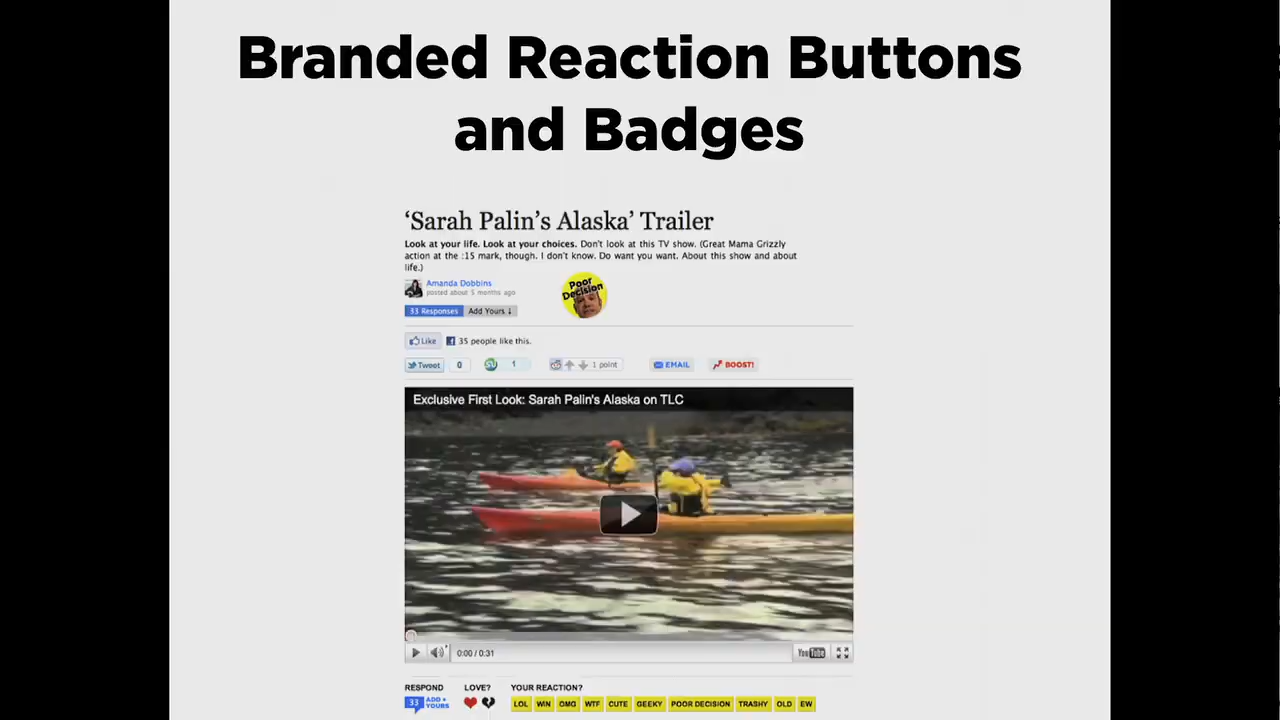 Branded Reaction Buttons
and Badges
‘Sarah Palin’s Alaska’ Trailer
Look at your life. Look at your choices. Don't look at this TV show. (Great Mama Grizzly
action at the :15 mark, though. I don't know. Do want you want. About this show and about
life.)
Amanda Dobbins
posted about 5 months ago
Poor
Decision
33 Responses Add Yours ↓
Like 35 people like this.
Tweet 0 1 1 point EMAIL BOOST!
Exclusive First Look: Sarah Palin's Alaska on TLC
0:00 / 0:31 YouTube
RESPOND LOVE? YOUR REACTION?
33 ADD + YOURS LOL WIN OMG WTF CUTE GEEKY POOR DECISION TRASHY OLD EW